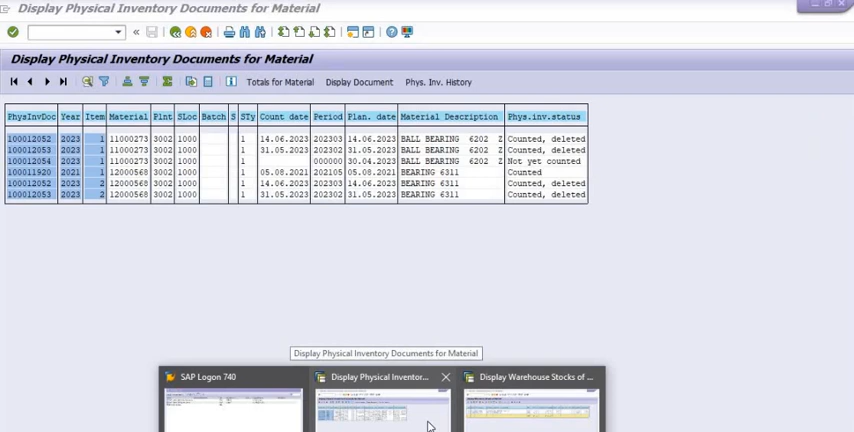 Display Physical Inventory Documents for Material
«
Display Physical Inventory Documents for Material
Totals for Material Display Document Phys. Inv. History
PhysInvDoc Year Item Material Plnt SLoc Batch S STy Count date Period Plan. date Material Description Phys.inv.status
100012052 2023 1 11000273 3002 1000 1 14.06.2023 202303 14.06.2023 BALL BEARING 6202 Z Counted, deleted
100012053 2023 1 11000273 3002 1000 1 31.05.2023 202302 31.05.2023 BALL BEARING 6202 Z Counted, deleted
100012054 2023 1 11000273 3002 1000 1 000000 30.04.2023 BALL BEARING 6202 Z Not yet counted
100011920 2021 1 12000568 3002 1000 1 05.08.2021 202105 05.08.2021 BEARING 6311 Counted
100012052 2023 2 12000568 3002 1000 1 14.06.2023 202303 14.06.2023 BEARING 6311 Counted, deleted
100012053 2023 2 12000568 3002 1000 1 31.05.2023 202302 31.05.2023 BEARING 6311 Counted, deleted
Display Physical Inventory Documents for Material
SAP Logon 740 Display Physical Inventor... Display Warehouse Stocks of ...